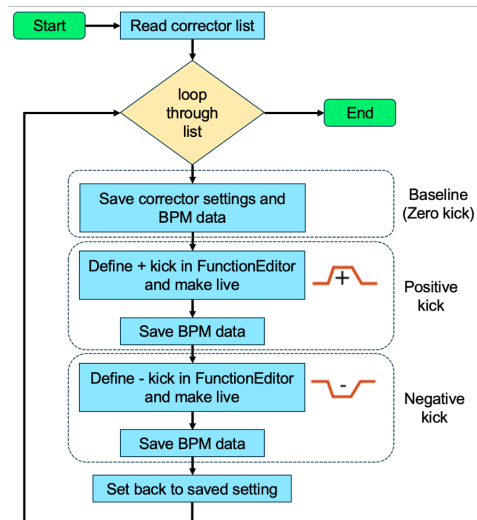 Start
Read corrector list
loop
through
list
End
Save corrector settings and
BPM data
Baseline
(Zero kick)
Define + kick in FunctionEditor
and make live
+
Positive
kick
Save BPM data
Define - kick in FunctionEditor
and make live
-
Negative
kick
Save BPM data
Set back to saved setting